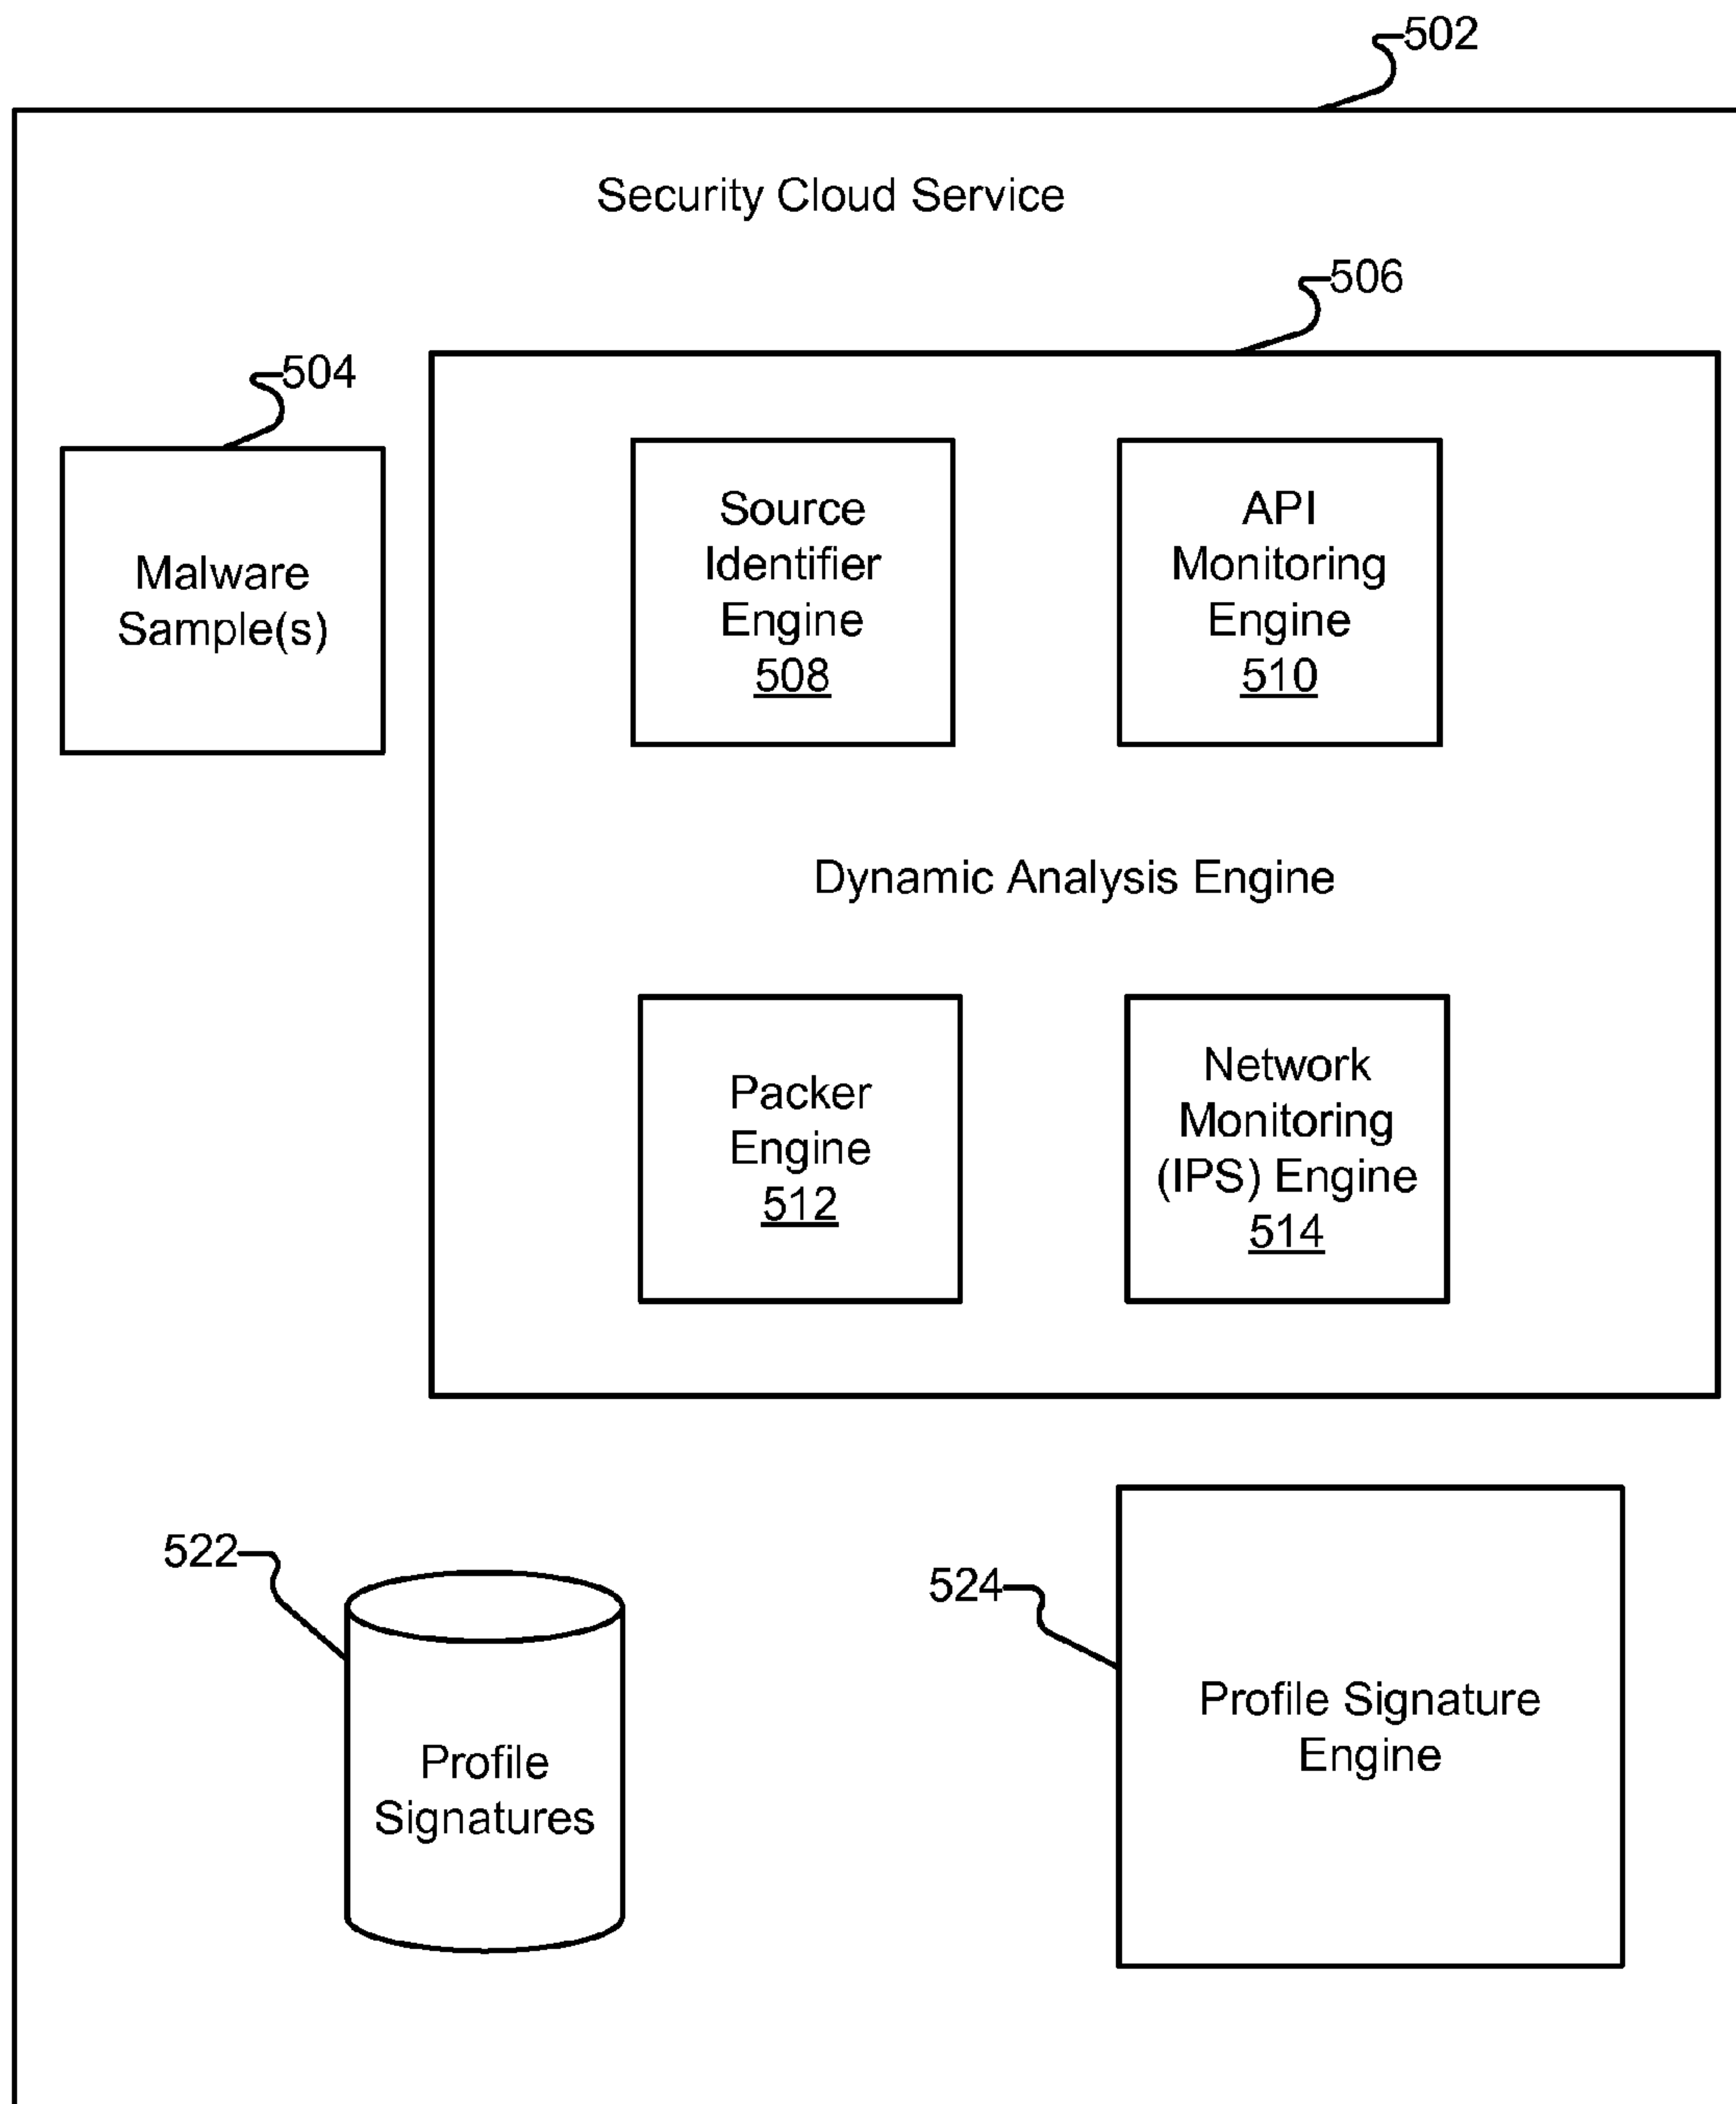 502
Security Cloud Service
506
504
Malware
Sample(s)
Source
Identifier
Engine
508
API
Monitoring
Engine
510
Dynamic Analysis Engine
Packer
Engine
512
Network
Monitoring
(IPS) Engine
514
522
Profile
Signatures
524
Profile Signature
Engine